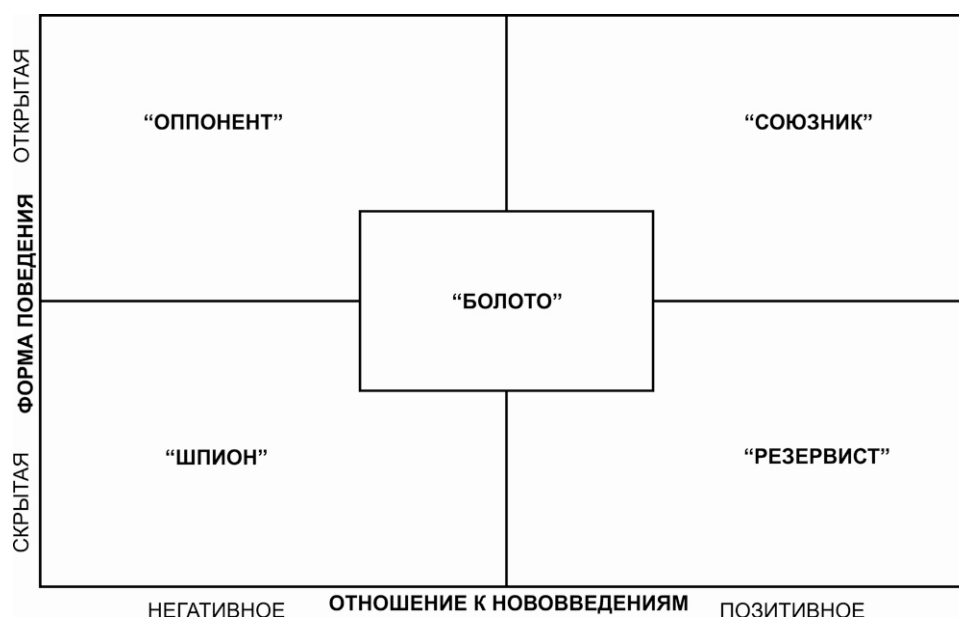 ОТКРЫТАЯ
ФОРМА ПОВЕДЕНИЯ
СКРЫТАЯ
“ОППОНЕНТ”
“СОЮЗНИК”
“БОЛОТО”
“ШПИОН”
“РЕЗЕРВИСТ”
НЕГАТИВНОЕ
ОТНОШЕНИЕ К НОВОВВЕДЕНИЯМ
ПОЗИТИВНОЕ